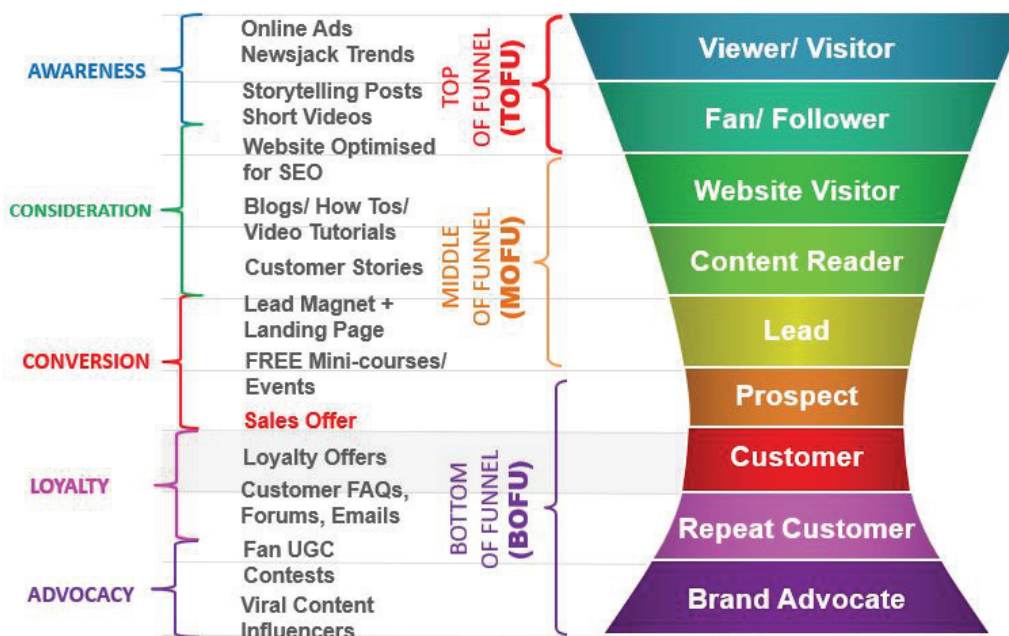 AWARENESS
CONSIDERATION
CONVERSION
LOYALTY
ADVOCACY
Online Ads
Newsjack Trends
Storytelling Posts
Short Videos
Website Optimised
for SEO
Blogs/ How Tos/
Video Tutorials
Customer Stories
Lead Magnet +
Landing Page
FREE Mini-courses/
Events
Sales Offer
Loyalty Offers
Customer FAQs,
Forums, Emails
Fan UGC
Contests
Viral Content
Influencers
TOP
OF FUNNEL
(TOFU)
MIDDLE
OF FUNNEL
(MOFU)
BOTTOM
OF FUNNEL
(BOFU)
Viewer/ Visitor
Fan/ Follower
Website Visitor
Content Reader
Lead
Prospect
Customer
Repeat Customer
Brand Advocate